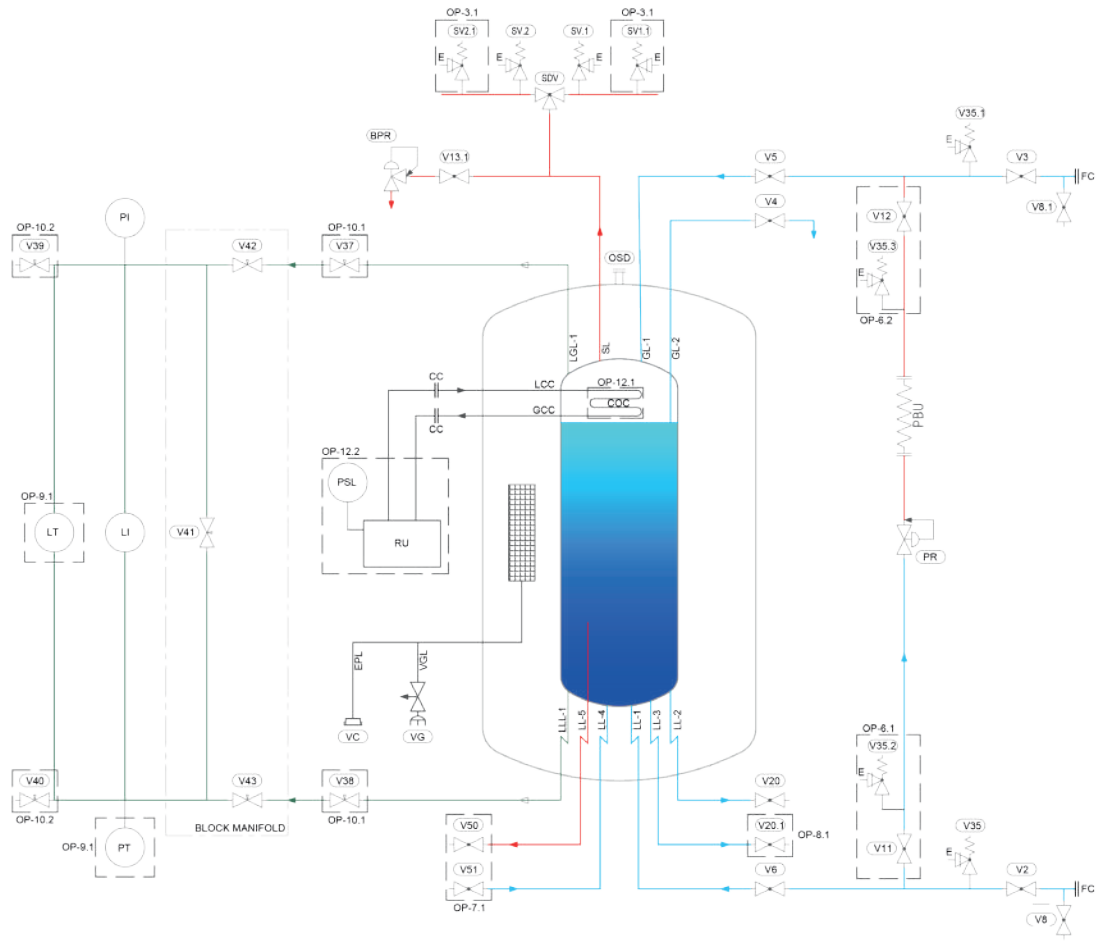 OP-3.1
OP-3.1
SV2.1
SV.2
SV.1
SV1.1
E
E
E
E
SDV
BPR
V13.1
V5
V35.1
E
V3
FC
V4
V8.1
PI
OP-10.2
V39
V42
OP-10.1
V37
OSD
V12
V35.3
E
OP-6.2
LGL-1
SL
GL-1
GL-2
CC
LCC
OP-12.1
COC
GCC
CC
PBU
OP-12.2
PSL
OP-9.1
LT
LI
V41
RU
PR
EPL
VGL
VC
VG
LLL-1
LL-5
LL-4
LL-1
LL-3
LL-2
OP-6.1
V35.2
E
V40
OP-10.2
V43
V38
OP-10.1
V20
BLOCK MANIFOLD
OP-9.1
PT
V50
V20.1
OP-8.1
V11
V35
E
V51
OP-7.1
V6
V2
FC
V8